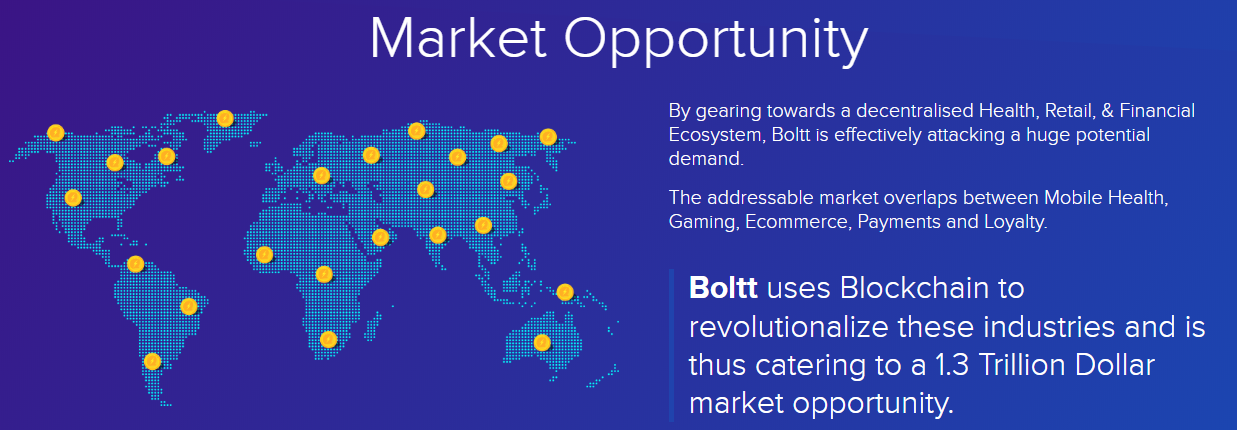 Market Opportunity
By gearing towards a decentralised Health, Retail, & Financial
Ecosystem, Boltt is effectively attacking a huge potential
demand.
The addressable market overlaps between Mobile Health,
Gaming, Ecommerce, Payments and Loyalty.
Boltt uses Blockchain to
revolutionalize these industries and is
thus catering to a 1.3 Trillion Dollar
market opportunity.